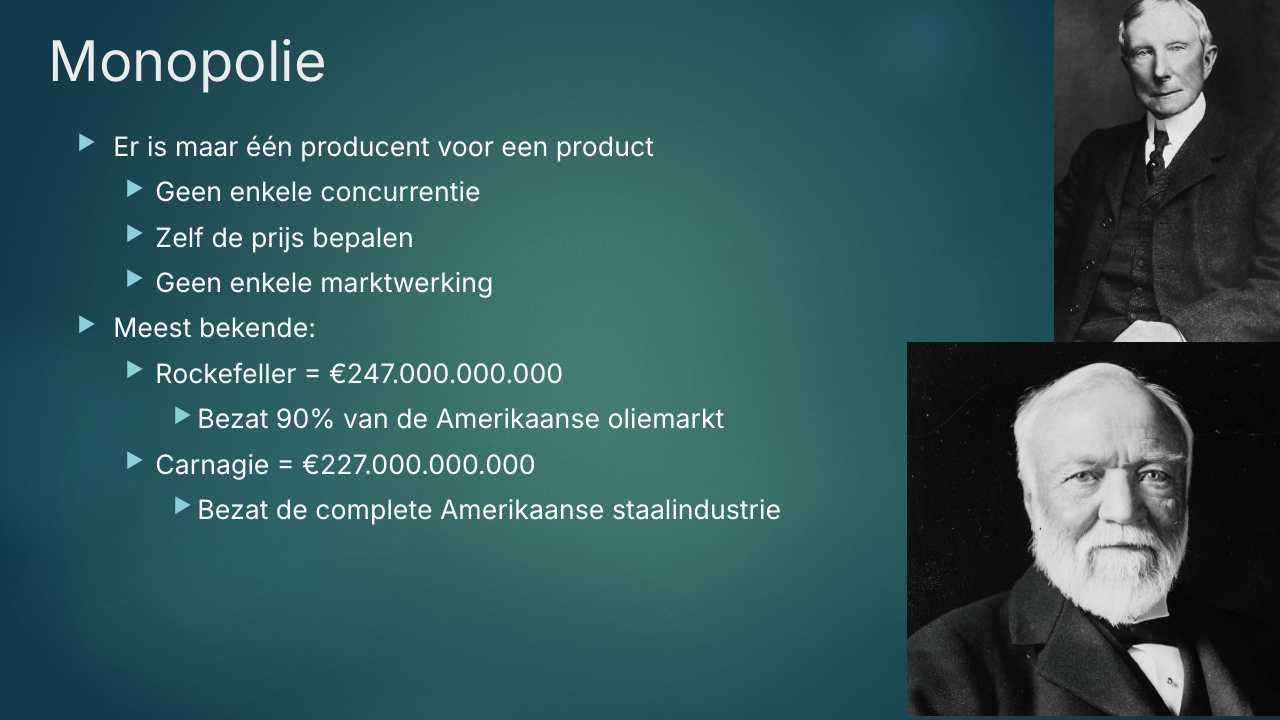 Monopolie
Er is maar één producent voor een product
Geen enkele concurrentie
Zelf de prijs bepalen
Geen enkele marktwerking
Meest bekende:
Rockefeller = €247.000.000.000
Bezat 90% van de Amerikaanse oliemarkt
Carnagie = €227.000.000.000
Bezat de complete Amerikaanse staalindustrie